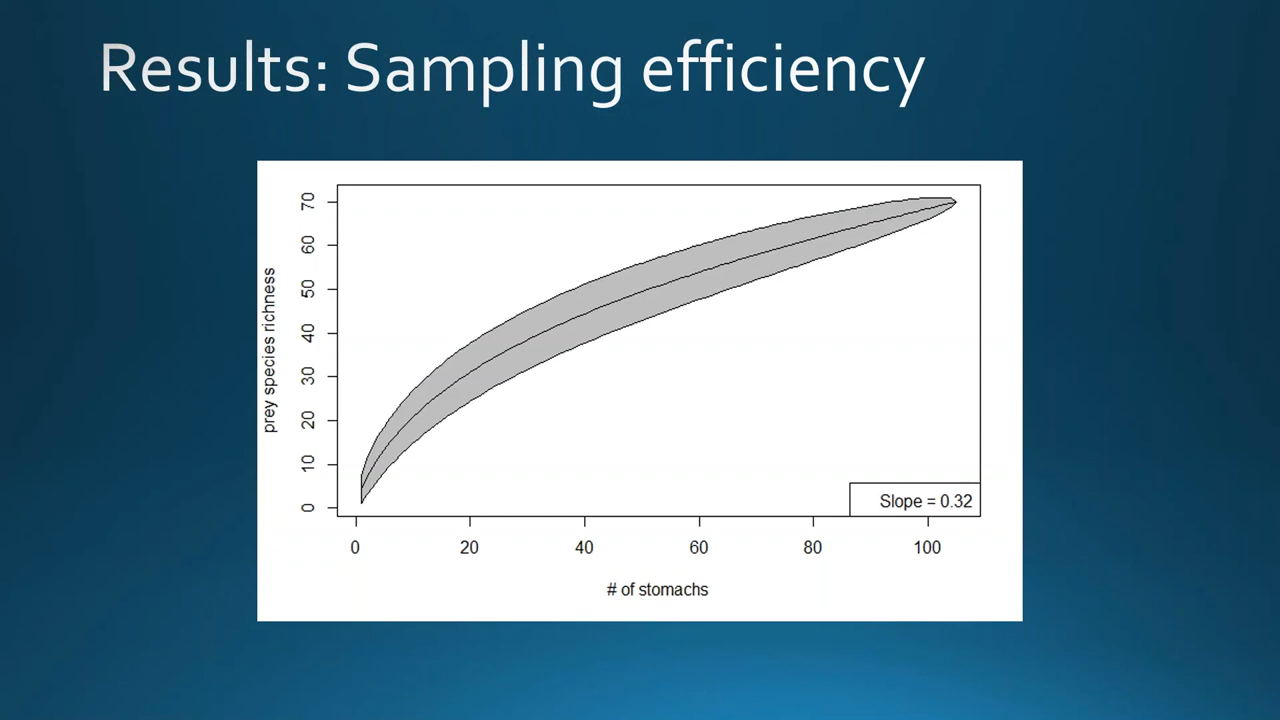 Results: Sampling efficiency
70
60
50
40
30
20
10
0
prey species richness
Slope = 0.32
0 20 40 60 80 100
# of stomachs